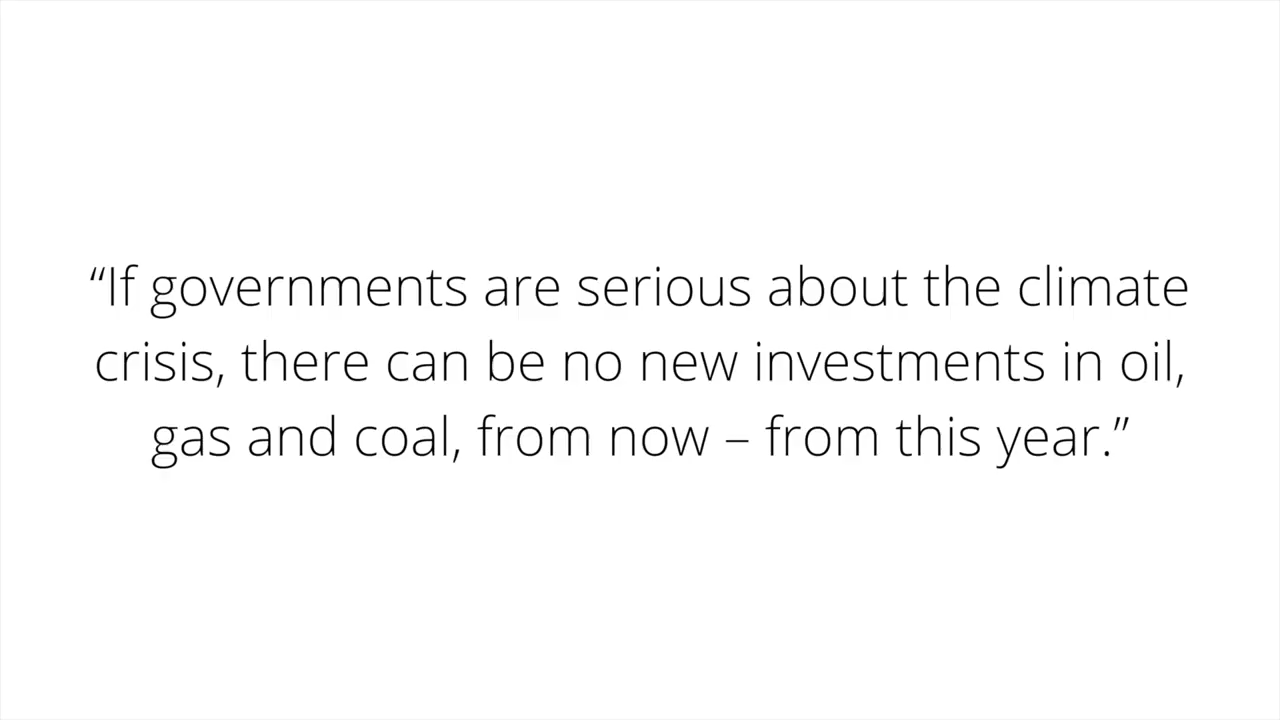 “If governments are serious about the climate
crisis, there can be no new investments in oil,
gas and coal, from now – from this year.”